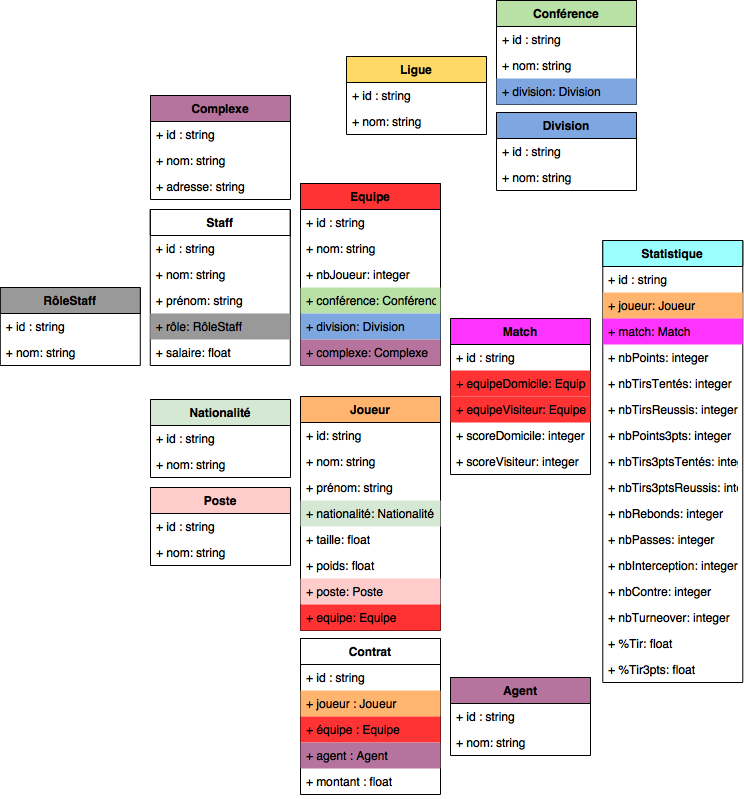 Conférence
+ id : string
+ nom: string
+ division: Division
Ligue
+ id : string
+ nom: string
Division
+ id : string
+ nom: string
Complexe
+ id : string
+ nom: string
+ adresse: string
Equipe
+ id : string
+ nom: string
+ nbJoueur: integer
+ conférence: Conférenc
+ division: Division
+ complexe: Complexe
Staff
+ id : string
+ nom: string
+ prénom: string
+ rôle: RôleStaff
+ salaire: float
RôleStaff
+ id : string
+ nom: string
Statistique
+ id : string
+ joueur: Joueur
+ match: Match
+ nbPoints: integer
+ nbTirsTentés: integer
+ nbTirsReussis: integer
+ nbPoints3pts: integer
+ nbTirs3ptsTentés: integ
+ nbTirs3ptsReussis: int
+ nbRebonds: integer
+ nbPasses: integer
+ nbInterception: integer
+ nbContre: integer
+ nbTurneover: integer
+ %Tir: float
+ %Tir3pts: float
Match
+ id : string
+ equipeDomicile: Equip
+ equipeVisiteur: Equipe
+ scoreDomicile: integer
+ scoreVisiteur: integer
Nationalité
+ id : string
+ nom: string
Joueur
+ id: string
+ nom: string
+ prénom: string
+ nationalité: Nationalité
+ taille: float
+ poids: float
+ poste: Poste
+ equipe: Equipe
Poste
+ id : string
+ nom: string
Contrat
+ id : string
+ joueur : Joueur
+ équipe : Equipe
+ agent : Agent
+ montant : float
Agent
+ id : string
+ nom: string